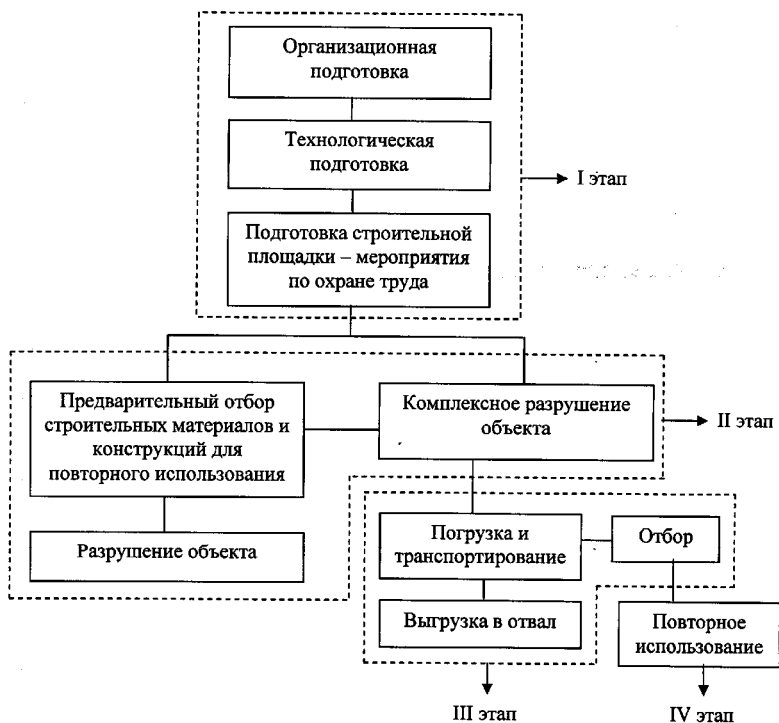 Организационная
подготовка
Технологическая
подготовка
I этап
Подготовка строительной
площадки – мероприятия
по охране труда
Предварительный отбор
строительных материалов и
конструкций для
повторного использования
Комплексное разрушение
объекта
II этап
Разрушение объекта
Погрузка и
транспортирование
Отбор
Выгрузка в отвал
Повторное
использование
III этап
IV этап